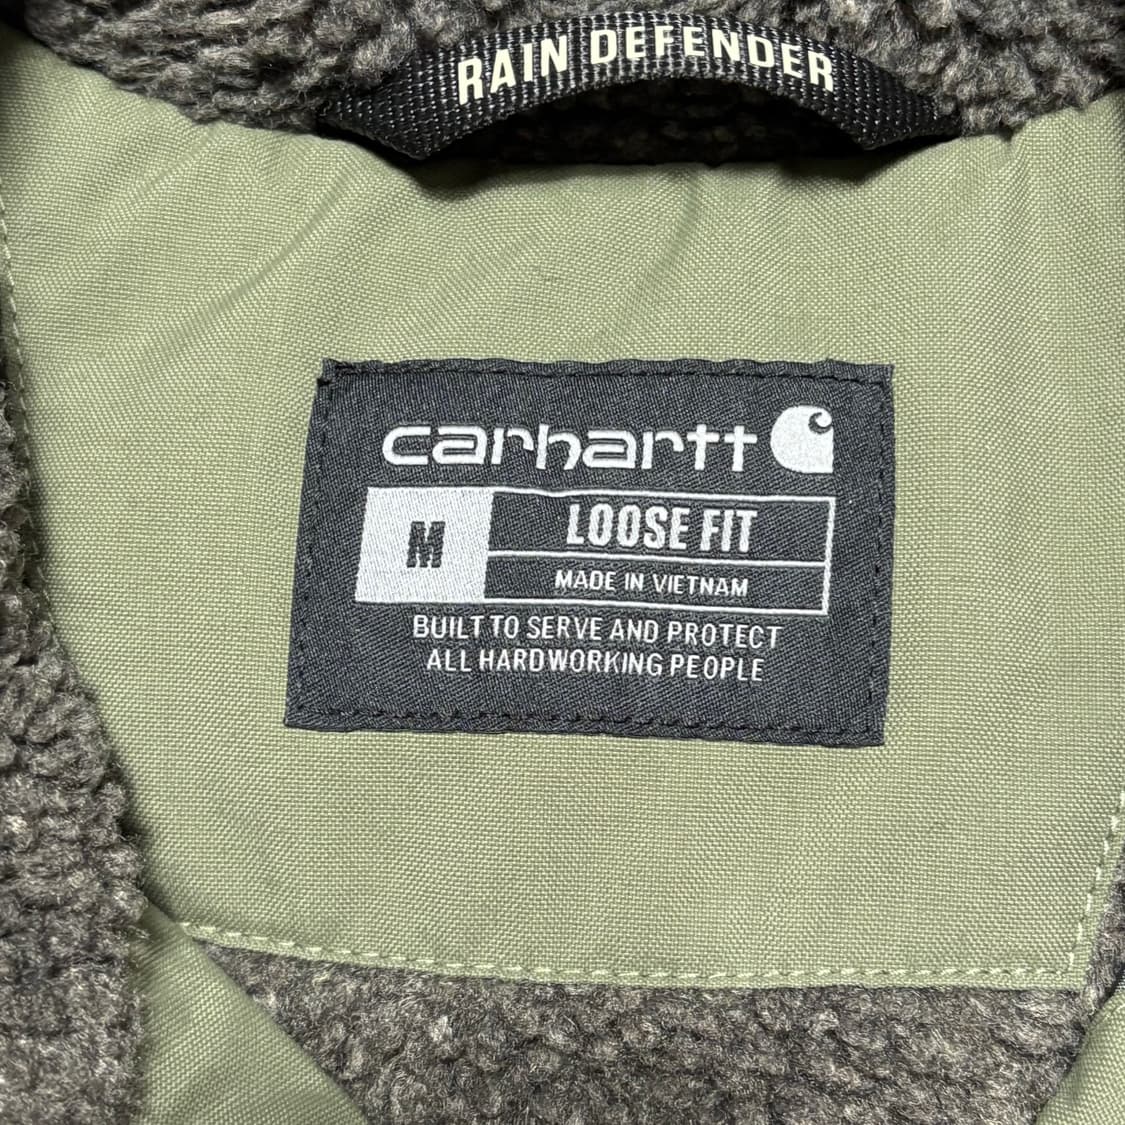 RAIN DEFENDER
carhartt
M
LOOSE FIT
MADE IN VIETNAM
BUILT TO SERVE AND PROTECT
ALL HARDWORKING PEOPLE